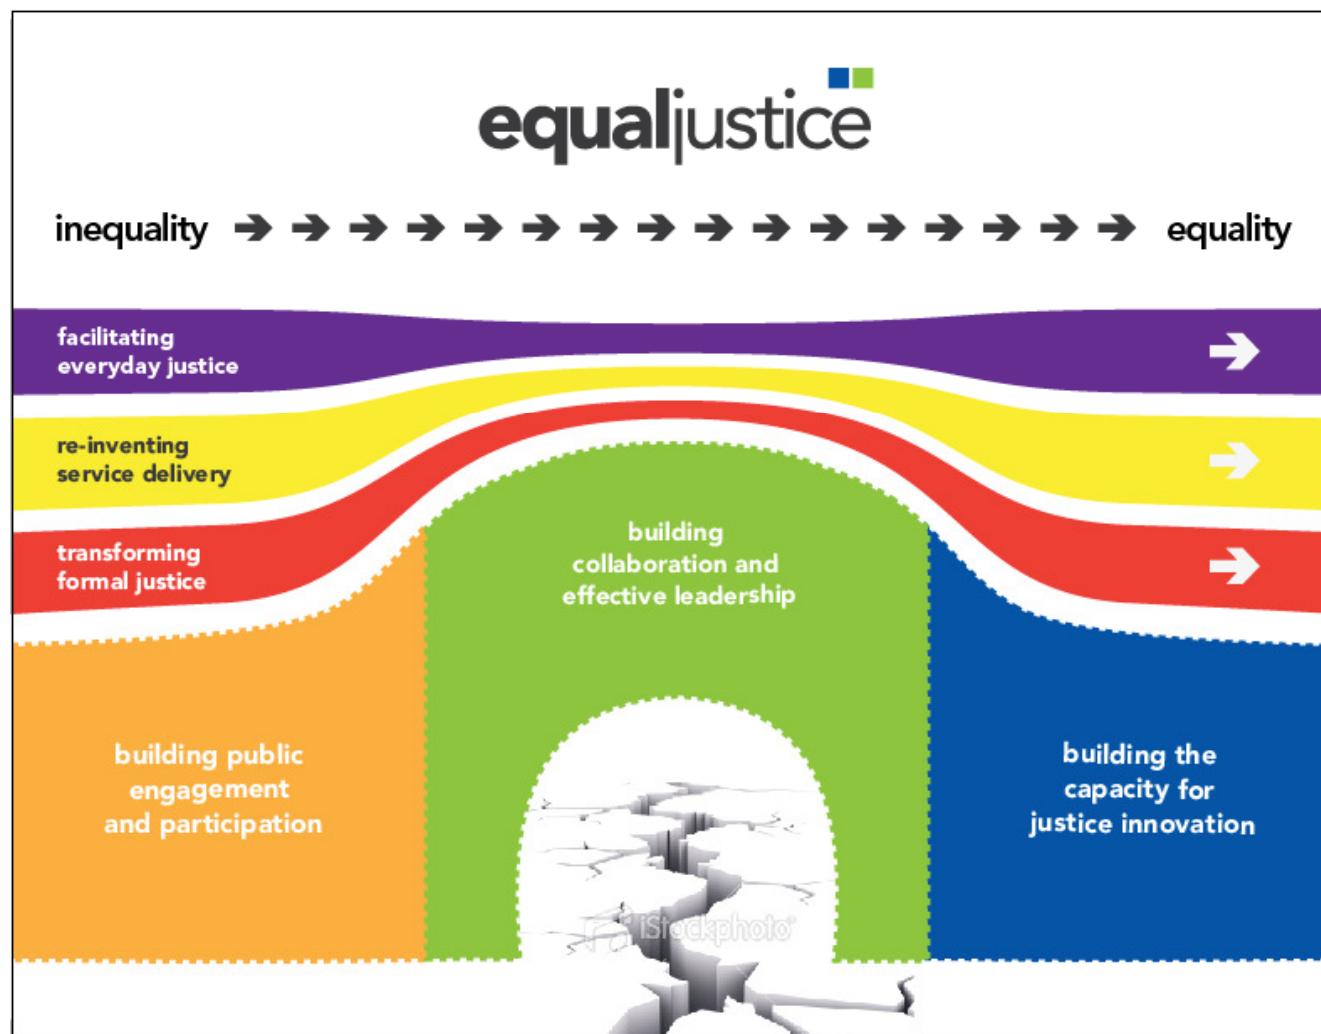 equaljustice
inequality
equality
facilitating
everyday justice
re-inventing
service delivery
transforming
formal justice
building
collaboration and
effective leadership
building public
engagement
and participation
building the
capacity for
justice innovation
iStockphoto